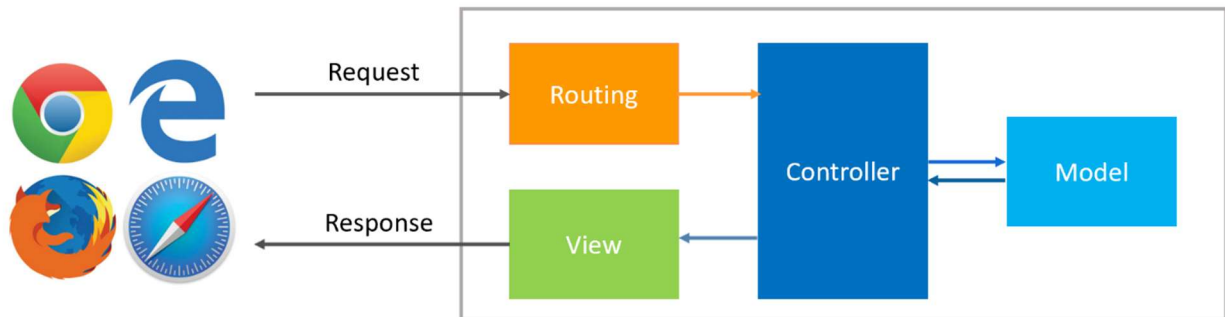 Request
Routing
Controller
Model
Response
View